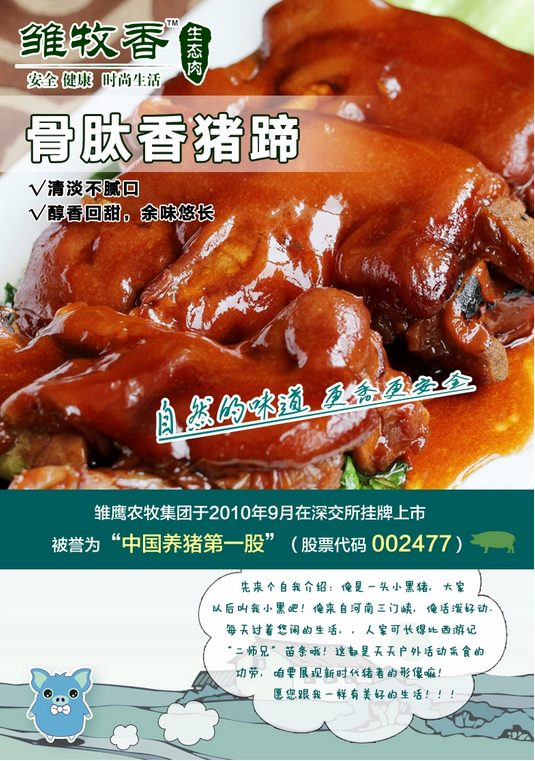 雏牧香™
生态肉
安全 健康 时尚生活
骨肽香猪蹄
√清淡不腻口
√醇香回甜，余味悠长
自然的味道 更香更安全
雏鹰农牧集团于2010年9月在深交所挂牌上市
被誉为“中国养猪第一股”（股票代码 002477）
先来个自我介绍：俺是一头小黑猪，大家
以后叫我小黑吧！俺来自河南三门峡，俺活泼好动，
每天过着悠闲的生活，，人家可长得比西游记
“二师兄”苗条哦！这都是天天户外活动采食的
功劳，咱要展现新时代猪者的形像嘛！
愿您跟我一样有美好的生活！！！